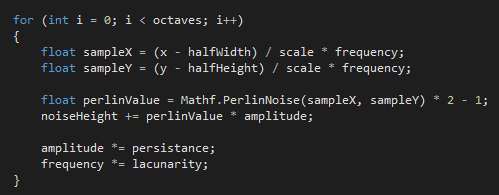 for (int i = 0; i < octaves; i++)
{
    float sampleX = (x - halfWidth) / scale * frequency;
    float sampleY = (y - halfHeight) / scale * frequency;

    float perlinValue = Mathf.PerlinNoise(sampleX, sampleY) * 2 - 1;
    noiseHeight += perlinValue * amplitude;

    amplitude *= persistance;
    frequency *= lacunarity;
}